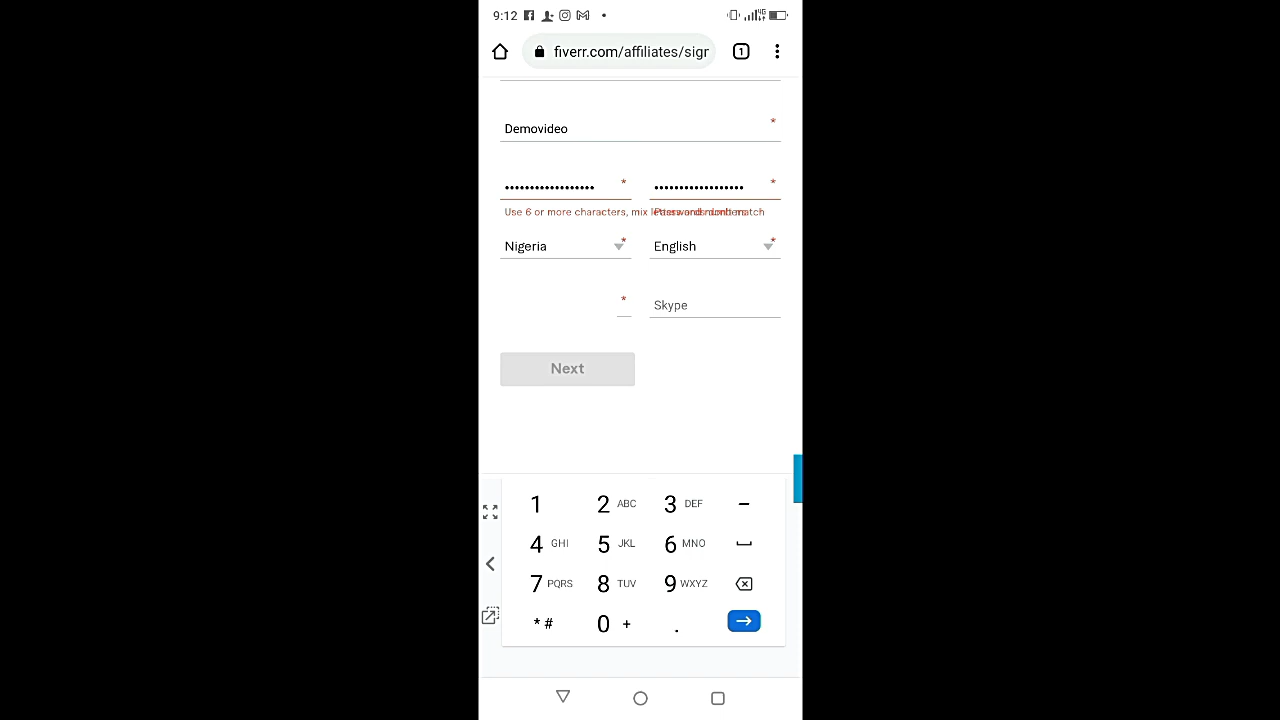 9:12 4G
fiverr.com/affiliates/sigr 1
Demovideo *
•••••••••••••••••• * •••••••••••••••••• *
Use 6 or more characters, mix letters and numbers Passwords don't match
Nigeria * English *
* Skype
Next
1 2 ABC 3 DEF –
4 GHI 5 JKL 6 MNO
7 PQRS 8 TUV 9 WXYZ
* # 0 + .